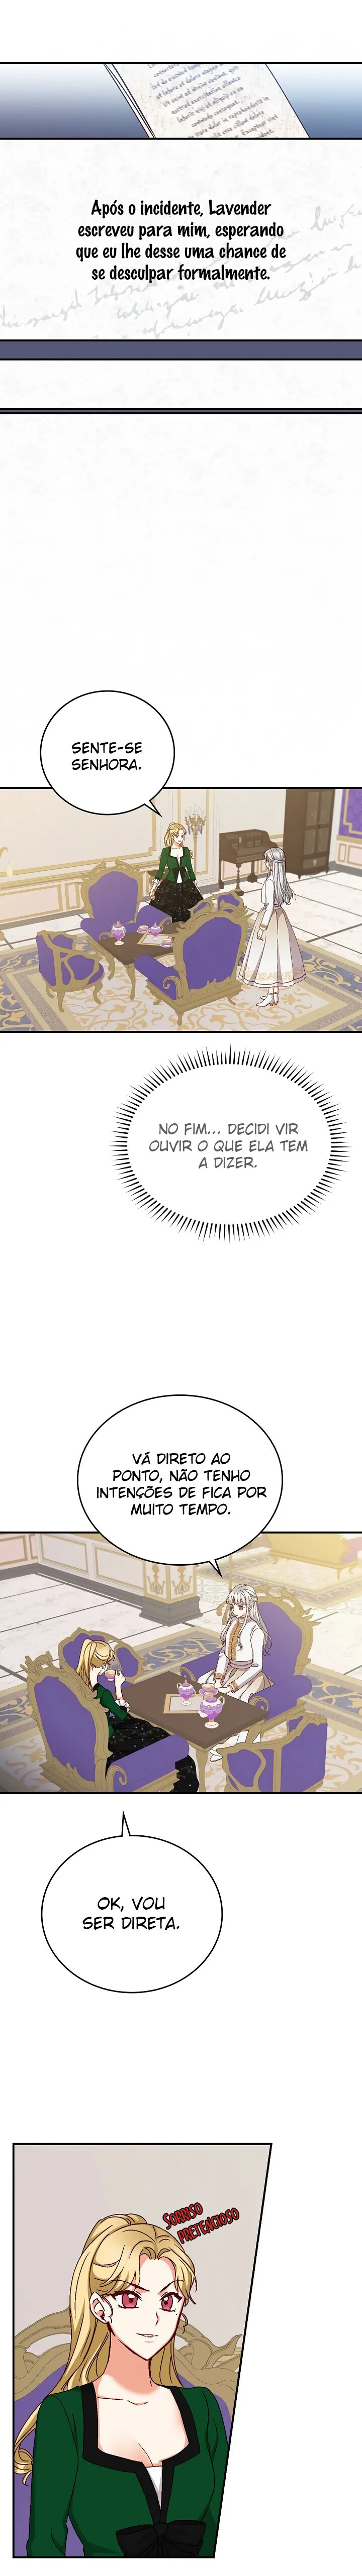 Após o incidente, Lavender
escreveu para mim, esperando
que eu lhe desse uma chance de
se desculpar formalmente.
SENTE-SE
SENHORA.
NO FIM... DECIDI VIR
OUVIR O QUE ELA TEM
A DIZER.
VÁ DIRETO AO
PONTO, NÃO TENHO
INTENÇÕES DE FICA POR
MUITO TEMPO.
OK, VOU
SER DIRETA.
SORRISO
PRETENCIOSO